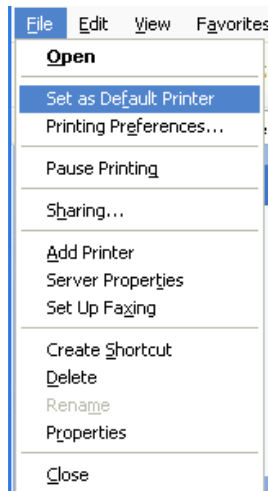 File Edit View Favorites
Open
Set as Default Printer
Printing Preferences...
Pause Printing
Sharing...
Add Printer
Server Properties
Set Up Faxing
Create Shortcut
Delete
Rename
Properties
Close